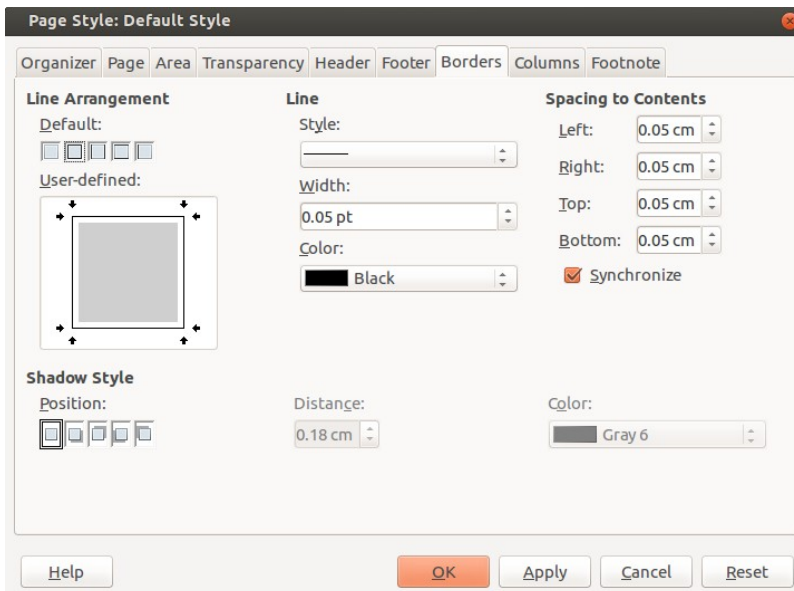 Page Style: Default Style
Organizer Page Area Transparency Header Footer Borders Columns Footnote
Line Arrangement
Default:
User-defined:
Line
Style:
Width:
0.05 pt
Color:
Black
Spacing to Contents
Left: 0.05 cm
Right: 0.05 cm
Top: 0.05 cm
Bottom: 0.05 cm
Synchronize
Shadow Style
Position:
Distance:
0.18 cm
Color:
Gray 6
Help OK Apply Cancel Reset